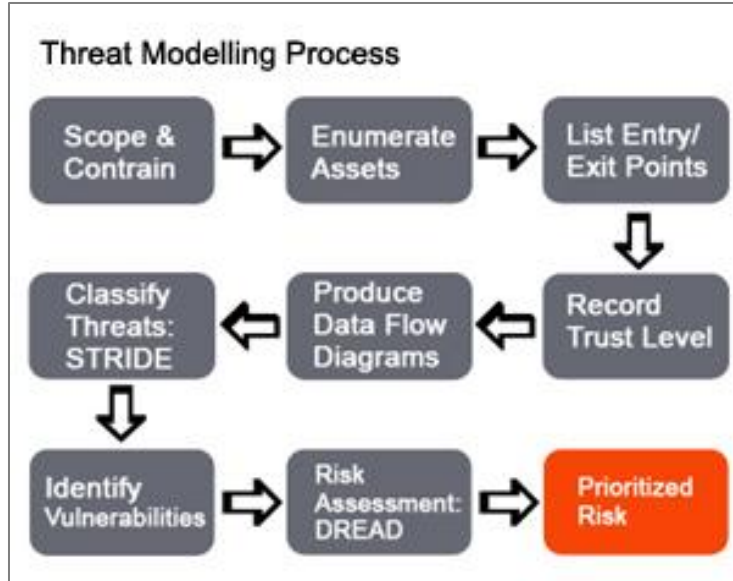 Threat Modelling Process
Scope &
Contrain
Enumerate
Assets
List Entry/
Exit Points
Record
Trust Level
Produce
Data Flow
Diagrams
Classify
Threats:
STRIDE
Identify
Vulnerabilities
Risk
Assessment:
DREAD
Prioritized
Risk